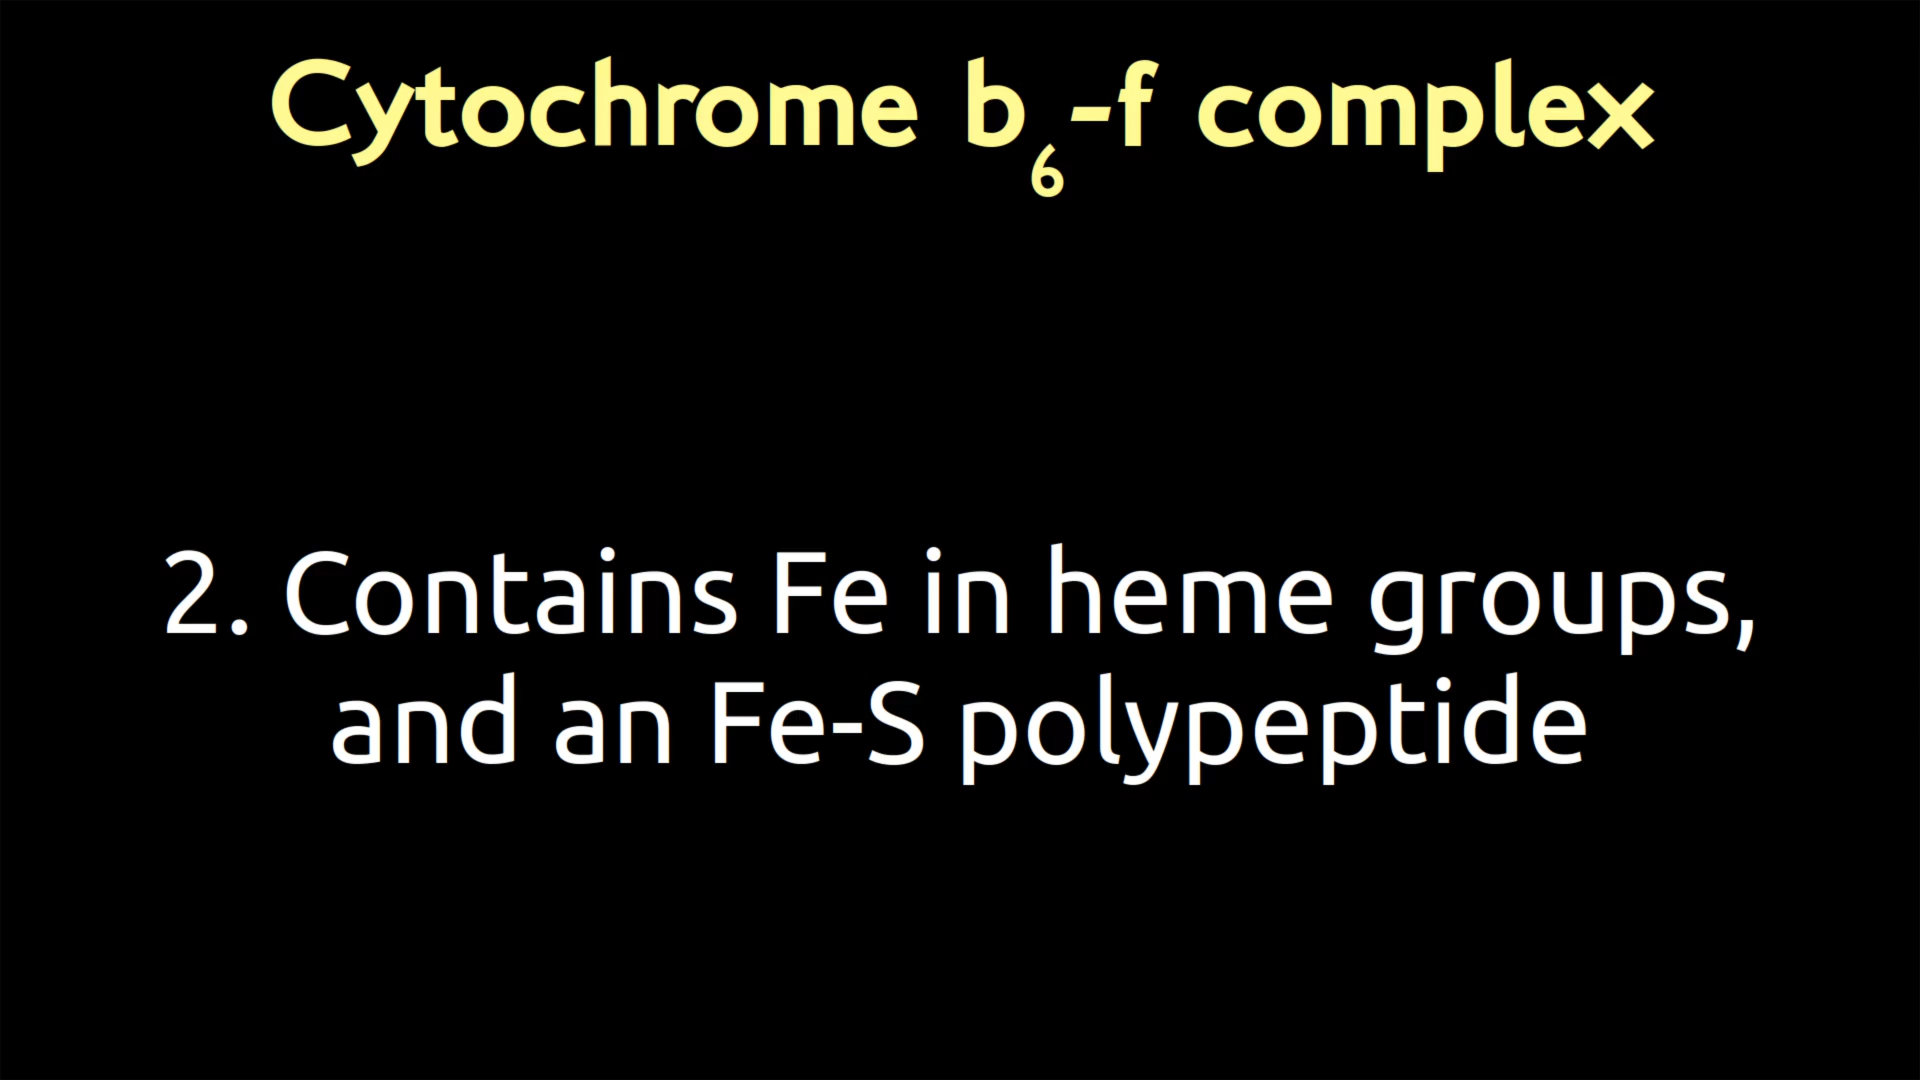 Cytochrome b₆-f complex
2. Contains Fe in heme groups,
and an Fe-S polypeptide